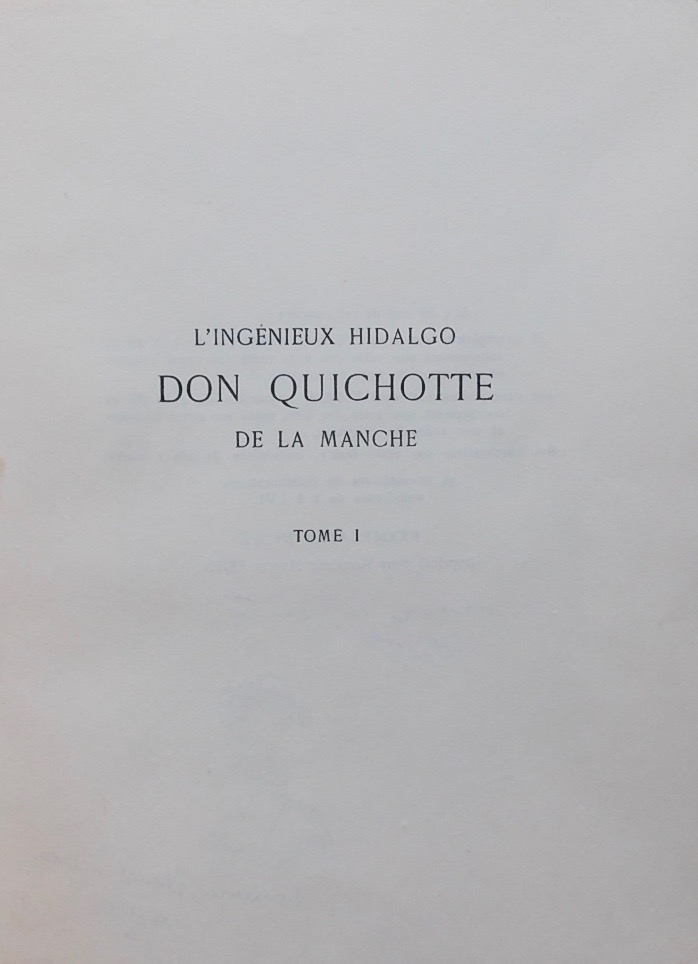 L'INGÉNIEUX HIDALGO
DON QUICHOTTE
DE LA MANCHE
TOME I